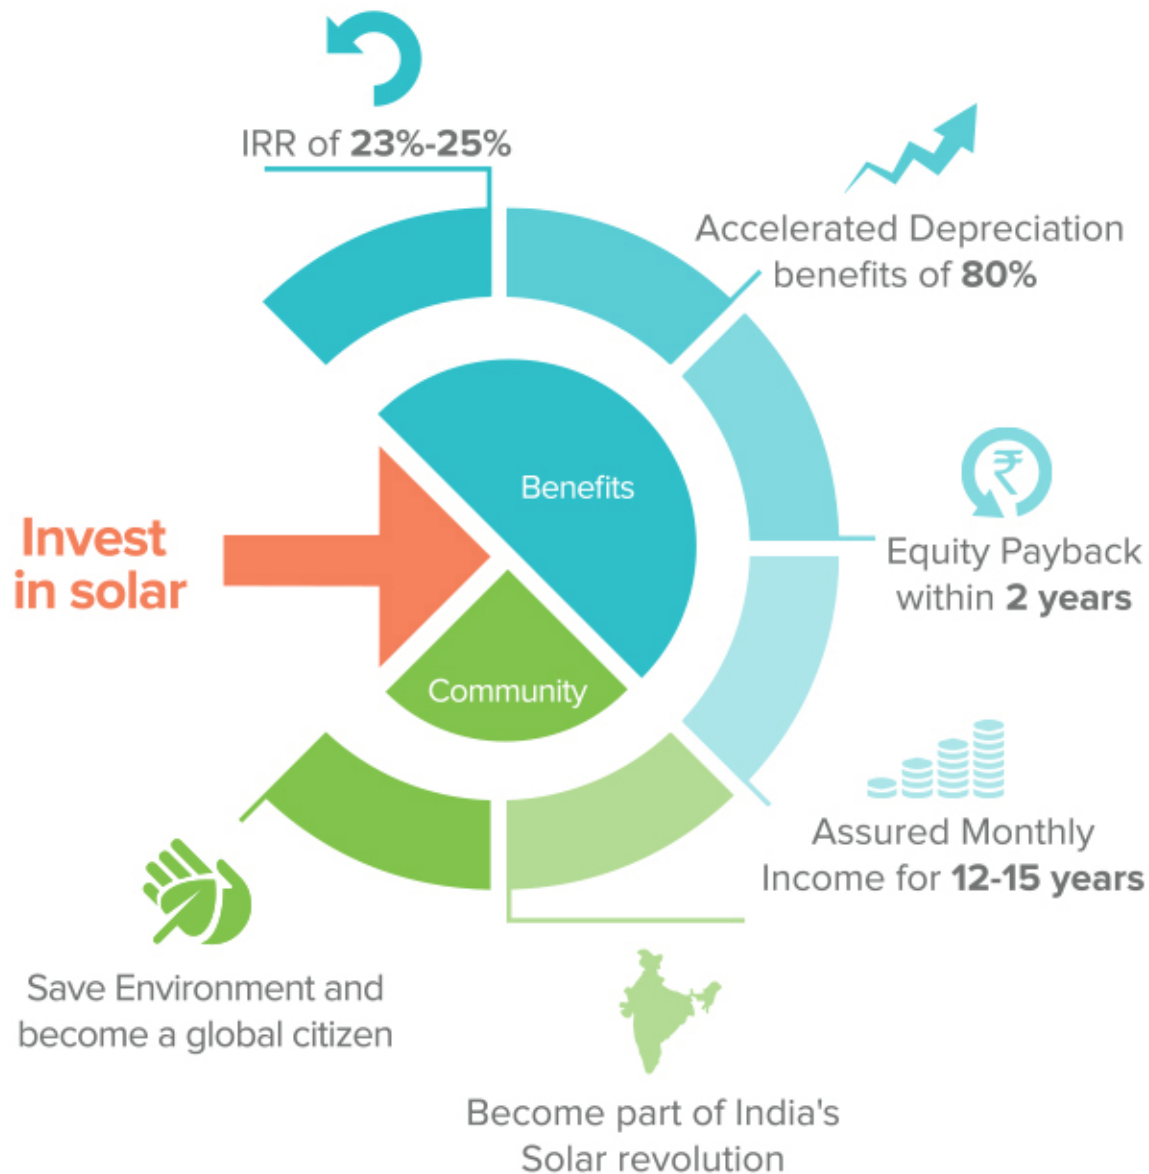 IRR of 23%-25%
Accelerated Depreciation
benefits of 80%
Benefits
Invest
in solar
₹
Equity Payback
within 2 years
Community
Assured Monthly
Income for 12-15 years
Save Environment and
become a global citizen
Become part of India's
Solar revolution